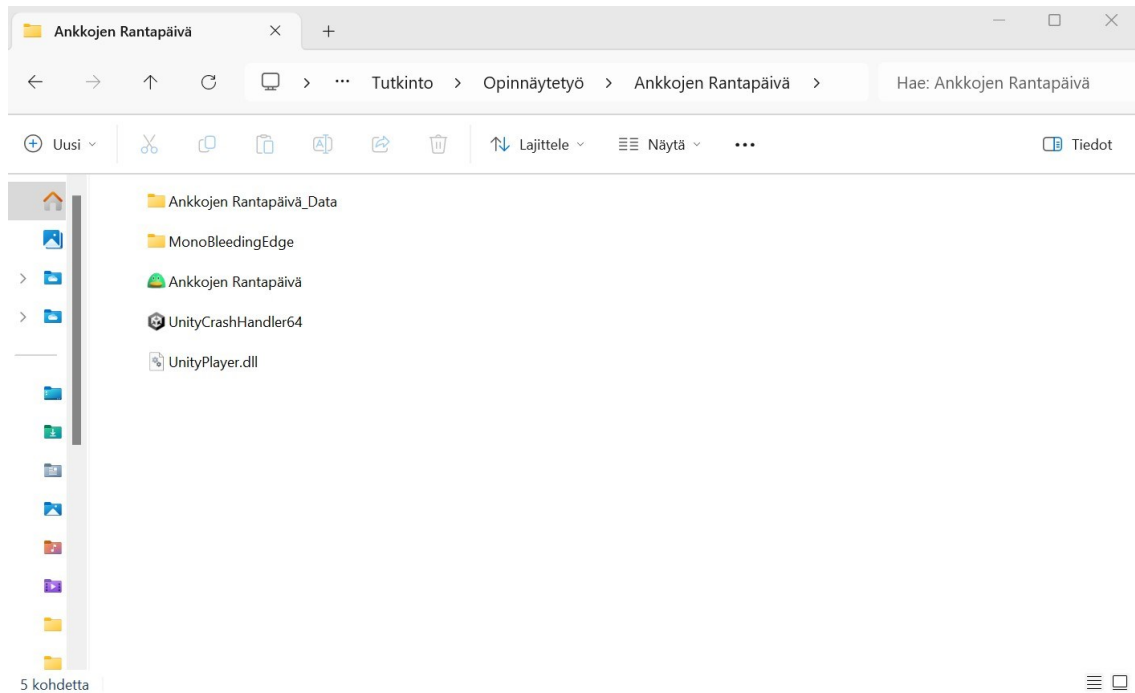 Ankkojen Rantapäivä
... Tutkinto > Opinnäytetyö > Ankkojen Rantapäivä > Hae: Ankkojen Rantapäivä
Uusi Lajittele Näytä ... Tiedot
Ankkojen Rantapäivä_Data
MonoBleedingEdge
Ankkojen Rantapäivä
UnityCrashHandler64
UnityPlayer.dll
5 kohdetta